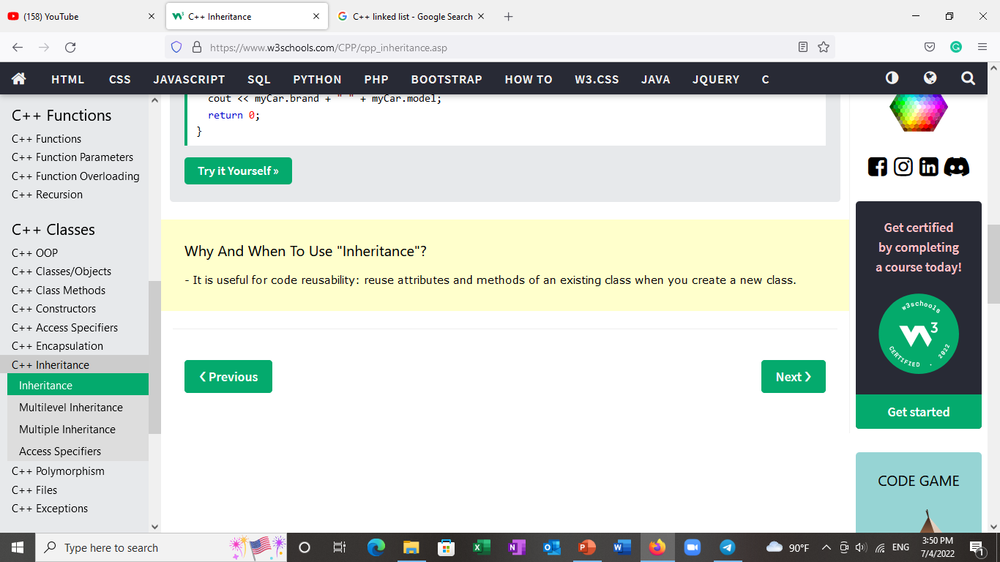 (158) YouTube
C++ Inheritance
C++ linked list - Google Search
https://www.w3schools.com/CPP/cpp_inheritance.asp
HTML CSS JAVASCRIPT SQL PYTHON PHP BOOTSTRAP HOW TO W3.CSS JAVA JQUERY C
C++ Functions
C++ Functions
C++ Function Parameters
C++ Function Overloading
C++ Recursion
C++ Classes
C++ OOP
C++ Classes/Objects
C++ Class Methods
C++ Constructors
C++ Access Specifiers
C++ Encapsulation
C++ Inheritance
Inheritance
Multilevel Inheritance
Multiple Inheritance
Access Specifiers
C++ Polymorphism
C++ Files
C++ Exceptions
cout << myCar.brand + " " + myCar.model;
return 0;
}
Try it Yourself »
Why And When To Use "Inheritance"?
- It is useful for code reusability: reuse attributes and methods of an existing class when you create a new class.
❮ Previous
Next ❯
Get certified
by completing
a course today!
w3schools
3
CERTIFIED . 2022
Get started
CODE GAME
Type here to search
90°F
ENG
3:50 PM
7/4/2022
1